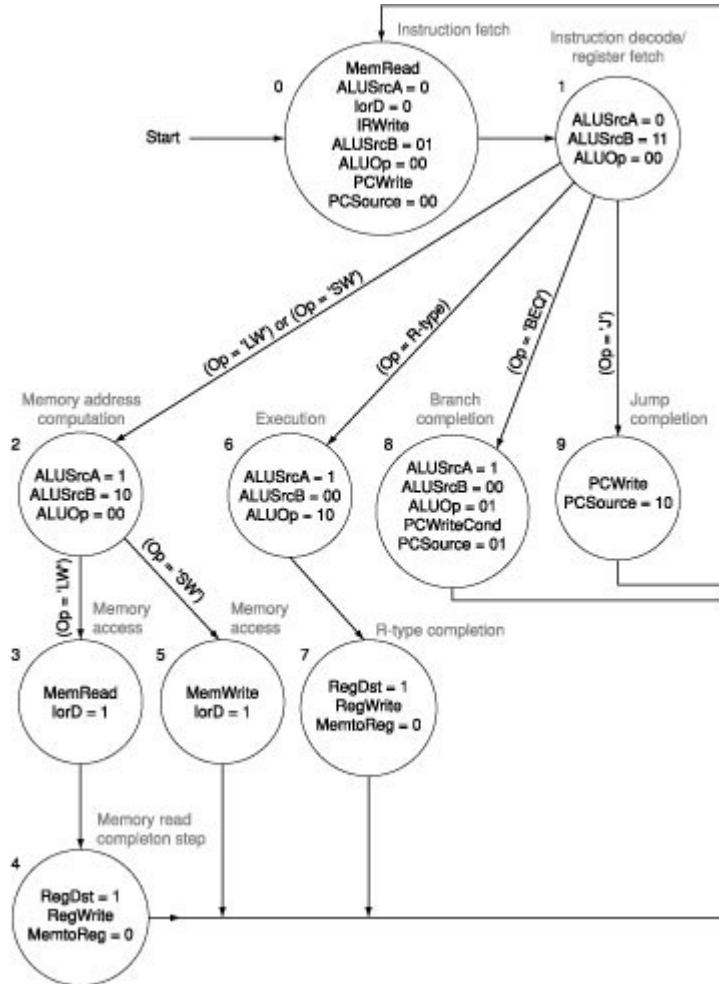 Instruction fetch
Instruction decode/
register fetch
0
MemRead
ALUSrcA = 0
IorD = 0
IRWrite
ALUSrcB = 01
ALUOp = 00
PCWrite
PCSource = 00
1
ALUSrcA = 0
ALUSrcB = 11
ALUOp = 00
Start
(Op = 'LW') or (Op = 'SW')
(Op = R-type)
(Op = 'BEQ')
(Op = 'J')
Memory address
computation
2
ALUSrcA = 1
ALUSrcB = 10
ALUOp = 00
Execution
6
ALUSrcA = 1
ALUSrcB = 00
ALUOp = 10
Branch
completion
8
ALUSrcA = 1
ALUSrcB = 00
ALUOp = 01
PCWriteCond
PCSource = 01
Jump
completion
9
PCWrite
PCSource = 10
(Op = 'LW')
(Op = 'SW')
Memory
access
3
MemRead
IorD = 1
Memory
access
5
MemWrite
IorD = 1
R-type completion
7
RegDst = 1
RegWrite
MemtoReg = 0
Memory read
completon step
4
RegDst = 1
RegWrite
MemtoReg = 0